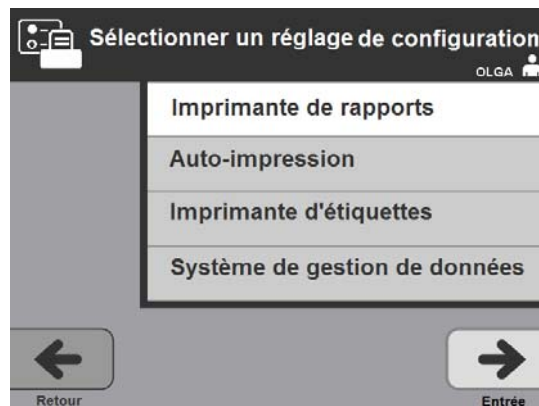 Sélectionner un réglage de configuration
OLGA
Imprimante de rapports
Auto-impression
Imprimante d'étiquettes
Système de gestion de données
Retour
Entrée